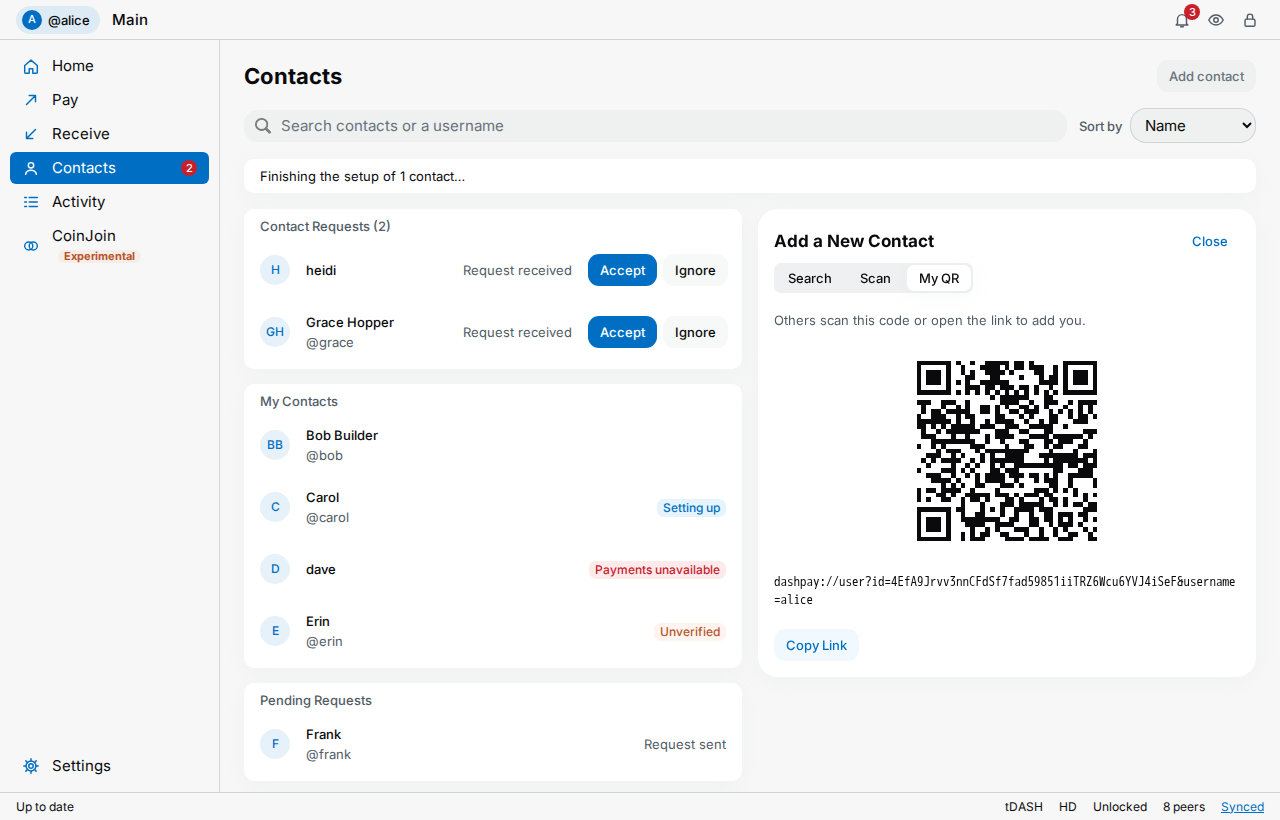 A @alice Main 3
Home
Pay
Receive
Contacts 2
Activity
CoinJoin
Experimental
Settings
Contacts
Add contact
Search contacts or a username
Sort by Name
Finishing the setup of 1 contact...
Contact Requests (2)
H heidi Request received Accept Ignore
GH Grace Hopper
@grace
Request received Accept Ignore
My Contacts
BB Bob Builder
@bob
C Carol
@carol
Setting up
D dave Payments unavailable
E Erin
@erin
Unverified
Pending Requests
F Frank
@frank
Request sent
Add a New Contact Close
Search Scan My QR
Others scan this code or open the link to add you.
dashpay://user?id=4EfA9Jrvv3nnCFdSf7fad59851iiTRZ6Wcu6YVJ4iSeF&username
=alice
Copy Link
Up to date tDASH HD Unlocked 8 peers Synced